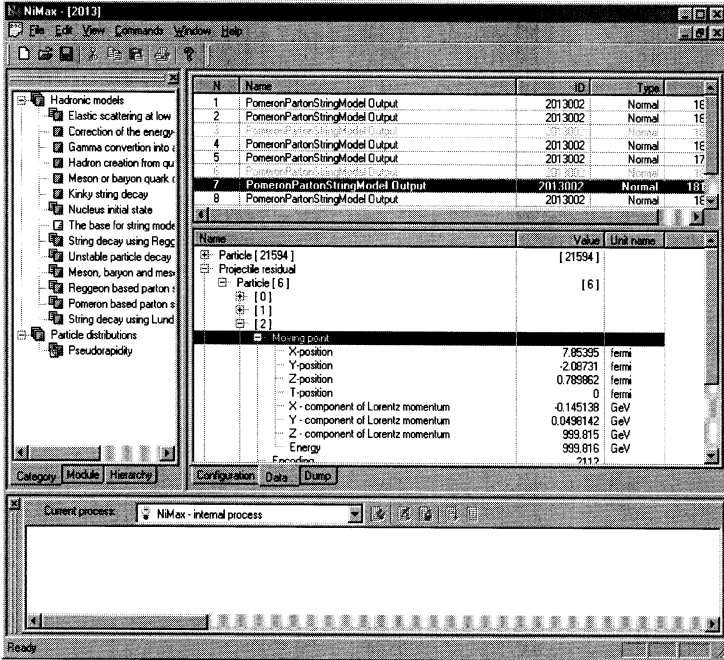 NiMax - [2013]
File Edit View Commands Window Help
Hadronic models
Elastic scattering at low
Correction of the energy-
Gamma convertion into a
Hadron creation from qu
Meson or baryon quark c
Kinky string decay
Nucleus initial state
The base for string mode
String decay using Regg
Unstable particle decay
Meson, baryon and mes
Reggeon based parton s
Pomeron based parton s
String decay using Lund
Particle distributions
Pseudorapidity
Category Module Hierarchy
N Name ID Type
1 PomeronPartonStringModel Output 2013002 Normal 18
2 PomeronPartonStringModel Output 2013002 Normal 18
3 PomeronPartonStringModel Output 2013002 Normal
4 PomeronPartonStringModel Output 2013002 Normal 18
5 PomeronPartonStringModel Output 2013002 Normal 17
6 PomeronPartonStringModel Output 2013002 Normal
7 PomeronPartonStringModel Output 2013002 Normal 181
8 PomeronPartonStringModel Output 2013002 Normal 18
Name Value Unit name
Particle [ 21594 ] [ 21594 ]
Projectile residual
Particle [ 6 ] [ 6 ]
[ 0 ]
[ 1 ]
[ 2 ]
Moving point
X-position 7.85395 fermi
Y-position -2.08731 fermi
Z-position 0.789862 fermi
T-position 0 fermi
X - component of Lorentz momentum -0.145138 GeV
Y - component of Lorentz momentum 0.0498142 GeV
Z - component of Lorentz momentum 999.815 GeV
Energy 999.816 GeV
Encoding 2112
Configuration Data Dump
Current process: NiMax - internal process
Ready